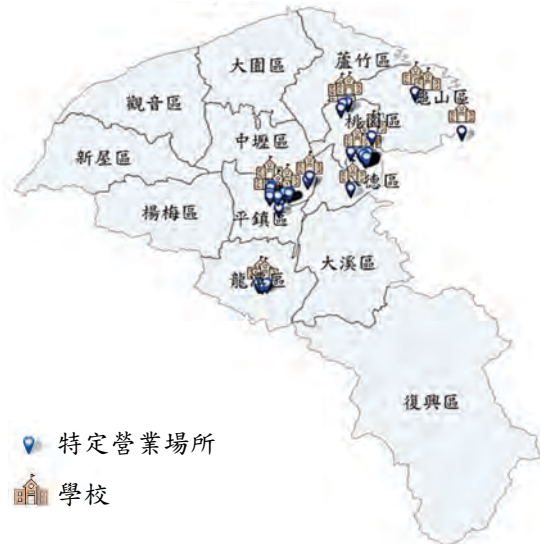 蘆竹區
大園區
龜山區
觀音區
桃園區
中壢區
新屋區
德區
楊梅區
平鎮區
大溪區
龍 區
復興區
特定營業場所
學校